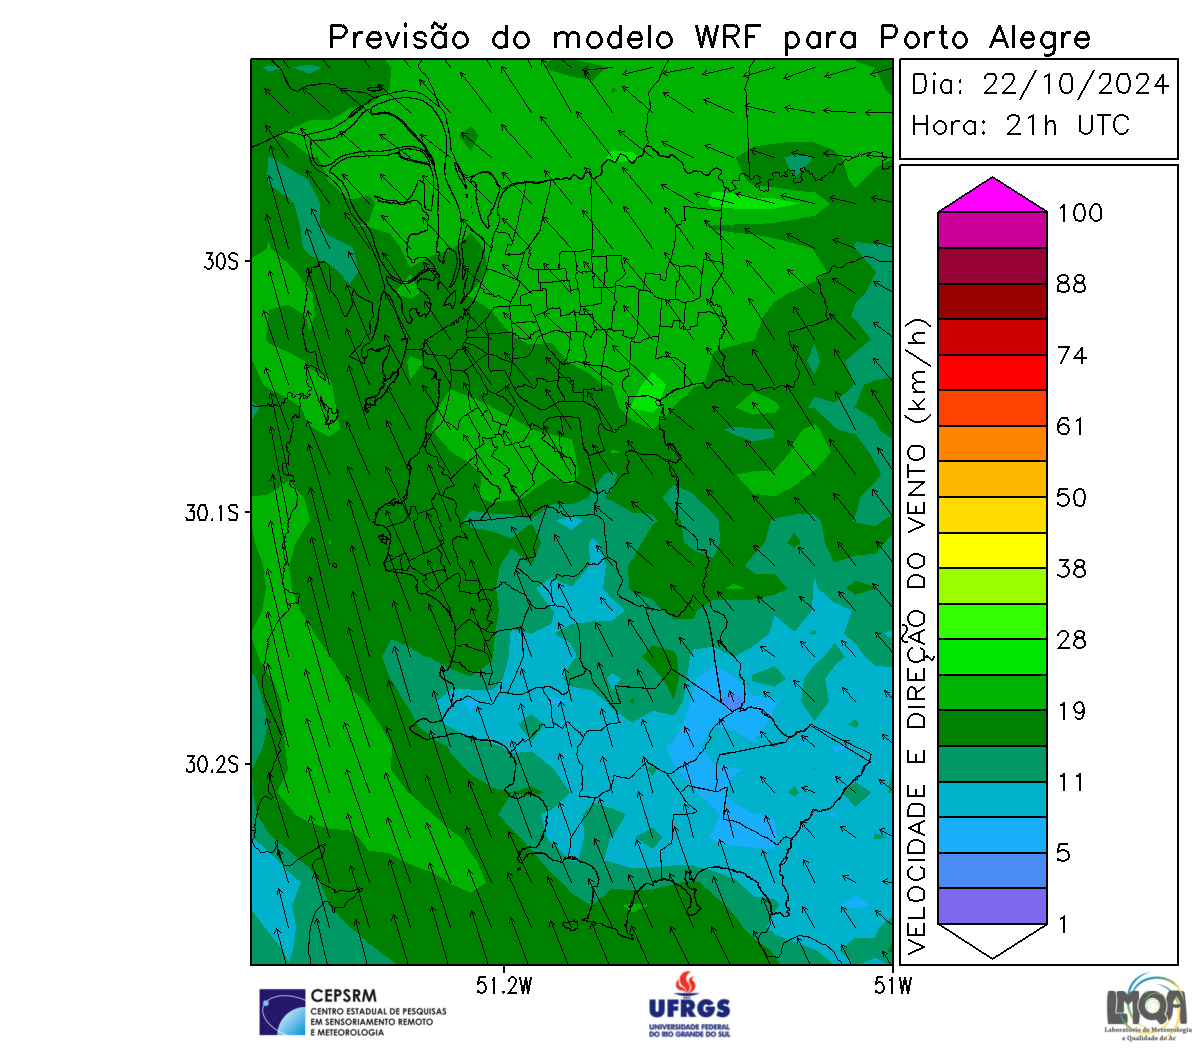 Previsão do modelo WRF para Porto Alegre
Dia: 22/10/2024
Hora: 21h UTC
100
88
74
61
50
38
28
19
11
5
1
VELOCIDADE E DIREÇÃO DO VENTO (km/h)
30S
30.1S
30.2S
51.2W
51W
CEPSRM
CENTRO ESTADUAL DE PESQUISAS
EM SENSORIAMENTO REMOTO
E METEOROLOGIA
UFRGS
UNIVERSIDADE FEDERAL
DO RIO GRANDE DO SUL
LMQA
Laboratório de Meteorologia
e Qualidade do Ar